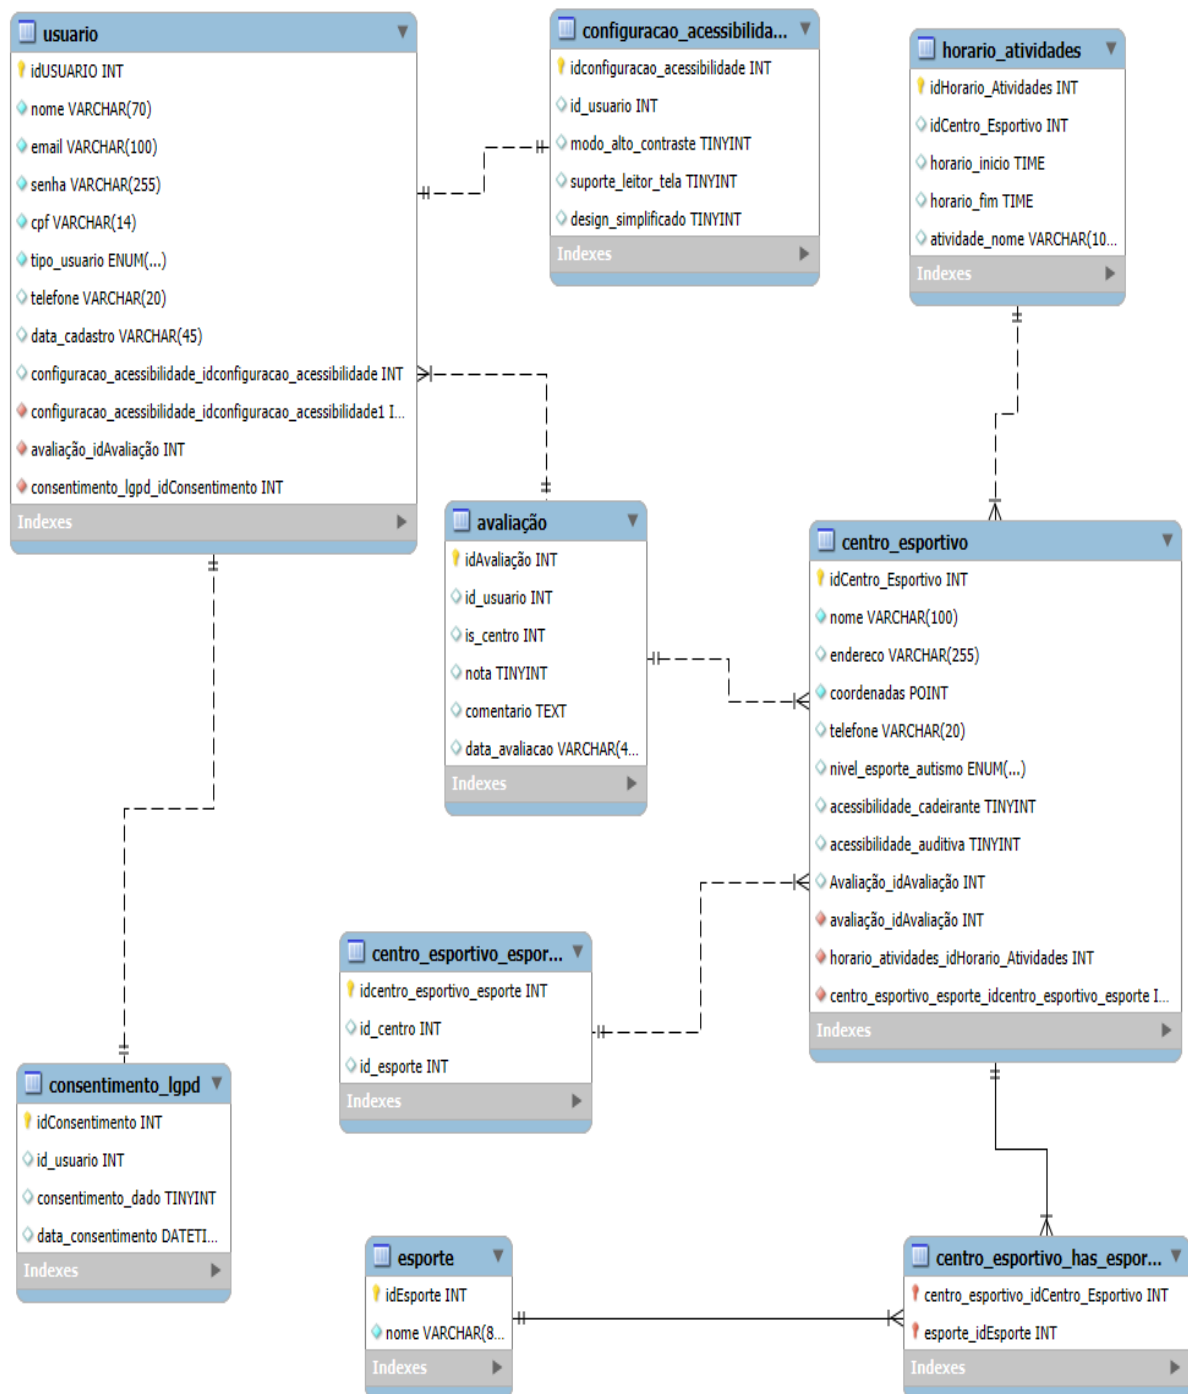 usuario
idUSUARIO INT
nome VARCHAR(70)
email VARCHAR(100)
senha VARCHAR(255)
cpf VARCHAR(14)
tipo_usuario ENUM(...)
telefone VARCHAR(20)
data_cadastro VARCHAR(45)
configuracao_acessibilidade_idconfiguracao_acessibilidade INT
configuracao_acessibilidade_idconfiguracao_acessibilidade1 I...
avaliação_idAvaliação INT
consentimento_lgpd_idConsentimento INT
Indexes
configuracao_acessibilida...
idconfiguracao_acessibilidade INT
id_usuario INT
modo_alto_contraste TINYINT
suporte_leitor_tela TINYINT
design_simplificado TINYINT
Indexes
horario_atividades
idHorario_Atividades INT
idCentro_Esportivo INT
horario_inicio TIME
horario_fim TIME
atividade_nome VARCHAR(10...
Indexes
avaliação
idAvaliação INT
id_usuario INT
is_centro INT
nota TINYINT
comentario TEXT
data_avaliacao VARCHAR(4...
Indexes
centro_esportivo
idCentro_Esportivo INT
nome VARCHAR(100)
endereco VARCHAR(255)
coordenadas POINT
telefone VARCHAR(20)
nivel_esporte_autismo ENUM(...)
acessibilidade_cadeirante TINYINT
acessibilidade_auditiva TINYINT
Avaliação_idAvaliação INT
avaliação_idAvaliação INT
horario_atividades_idHorario_Atividades INT
centro_esportivo_esporte_idcentro_esportivo_esporte I...
Indexes
centro_esportivo_espor...
idcentro_esportivo_esporte INT
id_centro INT
id_esporte INT
Indexes
consentimento_lgpd
idConsentimento INT
id_usuario INT
consentimento_dado TINYINT
data_consentimento DATETI...
Indexes
esporte
idEsporte INT
nome VARCHAR(8...
Indexes
centro_esportivo_has_espor...
centro_esportivo_idCentro_Esportivo INT
esporte_idEsporte INT
Indexes